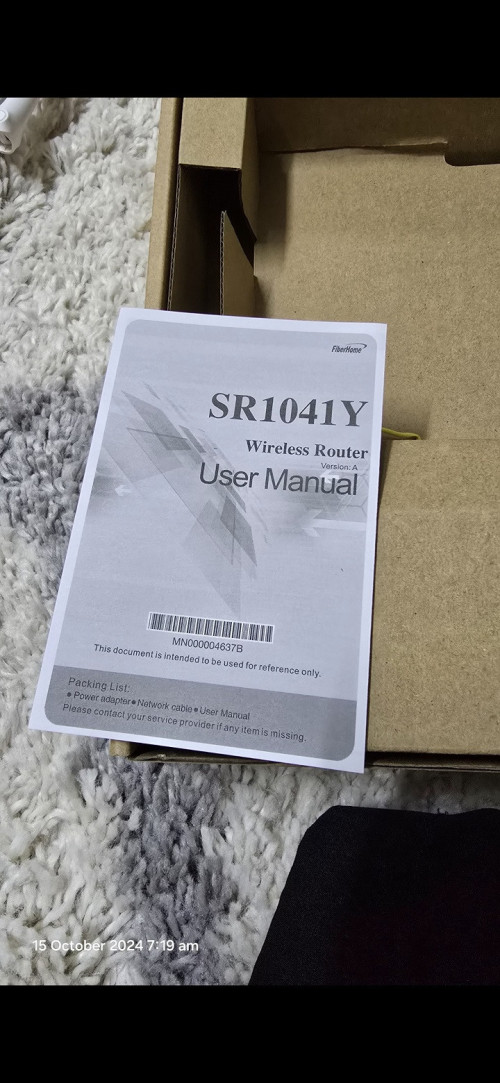 FiberHome
SR1041Y
Wireless Router
Version: A
User Manual
MN000004637B
This document is intended to be used for reference only.
Packing List:
● Power adapter ● Network cable ● User Manual
Please contact your service provider if any item is missing.
15 October 2024 7:19 am